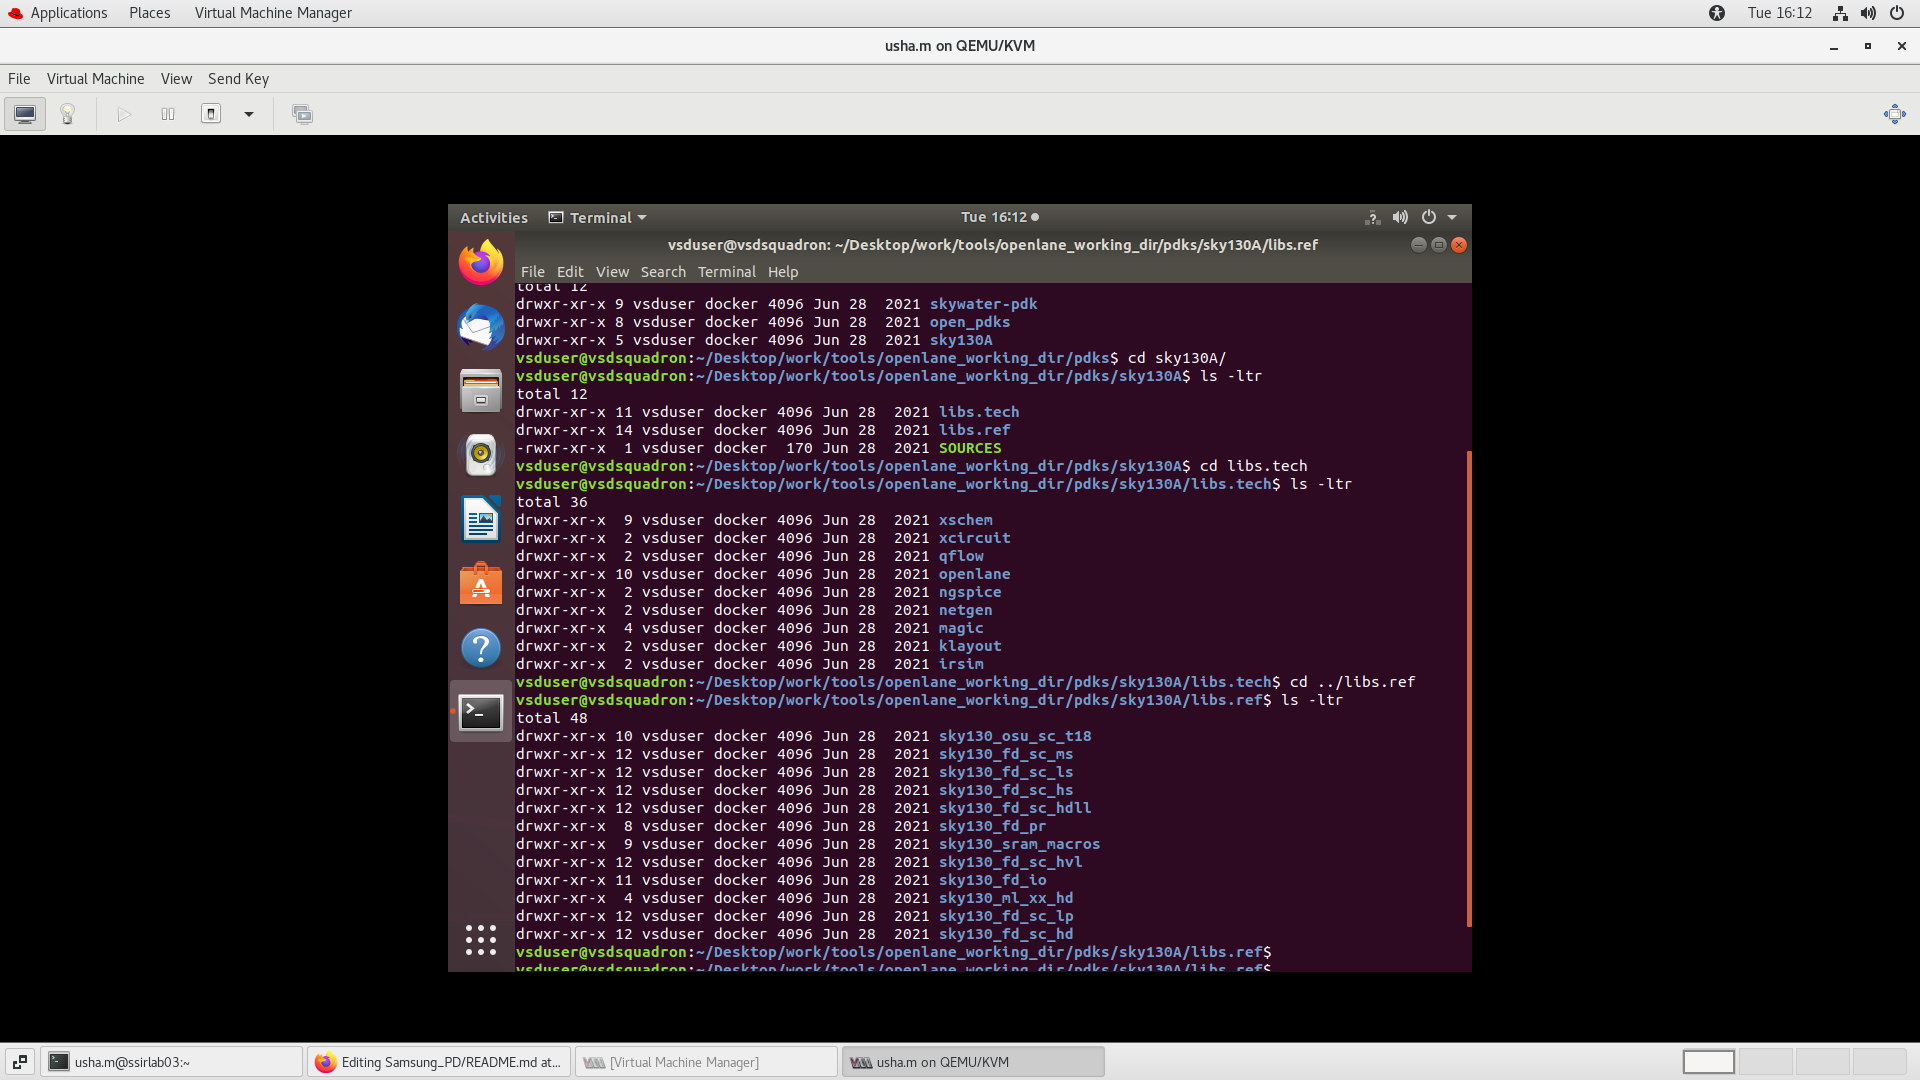 Applications Places Virtual Machine Manager Tue 16:12
usha.m on QEMU/KVM
File Virtual Machine View Send Key
Activities Terminal Tue 16:12
vsduser@vsdsquadron: ~/Desktop/work/tools/openlane_working_dir/pdks/sky130A/libs.ref
File Edit View Search Terminal Help
total 12
drwxr-xr-x 9 vsduser docker 4096 Jun 28  2021 skywater-pdk
drwxr-xr-x 8 vsduser docker 4096 Jun 28  2021 open_pdks
drwxr-xr-x 5 vsduser docker 4096 Jun 28  2021 sky130A
vsduser@vsdsquadron:~/Desktop/work/tools/openlane_working_dir/pdks$ cd sky130A/
vsduser@vsdsquadron:~/Desktop/work/tools/openlane_working_dir/pdks/sky130A$ ls -ltr
total 12
drwxr-xr-x 11 vsduser docker 4096 Jun 28  2021 libs.tech
drwxr-xr-x 14 vsduser docker 4096 Jun 28  2021 libs.ref
-rwxr-xr-x  1 vsduser docker  170 Jun 28  2021 SOURCES
vsduser@vsdsquadron:~/Desktop/work/tools/openlane_working_dir/pdks/sky130A$ cd libs.tech
vsduser@vsdsquadron:~/Desktop/work/tools/openlane_working_dir/pdks/sky130A/libs.tech$ ls -ltr
total 36
drwxr-xr-x  9 vsduser docker 4096 Jun 28  2021 xschem
drwxr-xr-x  2 vsduser docker 4096 Jun 28  2021 xcircuit
drwxr-xr-x  2 vsduser docker 4096 Jun 28  2021 qflow
drwxr-xr-x 10 vsduser docker 4096 Jun 28  2021 openlane
drwxr-xr-x  2 vsduser docker 4096 Jun 28  2021 ngspice
drwxr-xr-x  2 vsduser docker 4096 Jun 28  2021 netgen
drwxr-xr-x  4 vsduser docker 4096 Jun 28  2021 magic
drwxr-xr-x  2 vsduser docker 4096 Jun 28  2021 klayout
drwxr-xr-x  2 vsduser docker 4096 Jun 28  2021 irsim
vsduser@vsdsquadron:~/Desktop/work/tools/openlane_working_dir/pdks/sky130A/libs.tech$ cd ../libs.ref
vsduser@vsdsquadron:~/Desktop/work/tools/openlane_working_dir/pdks/sky130A/libs.ref$ ls -ltr
total 48
drwxr-xr-x 10 vsduser docker 4096 Jun 28  2021 sky130_osu_sc_t18
drwxr-xr-x 12 vsduser docker 4096 Jun 28  2021 sky130_fd_sc_ms
drwxr-xr-x 12 vsduser docker 4096 Jun 28  2021 sky130_fd_sc_ls
drwxr-xr-x 12 vsduser docker 4096 Jun 28  2021 sky130_fd_sc_hs
drwxr-xr-x 12 vsduser docker 4096 Jun 28  2021 sky130_fd_sc_hdll
drwxr-xr-x  8 vsduser docker 4096 Jun 28  2021 sky130_fd_pr
drwxr-xr-x  9 vsduser docker 4096 Jun 28  2021 sky130_sram_macros
drwxr-xr-x 12 vsduser docker 4096 Jun 28  2021 sky130_fd_sc_hvl
drwxr-xr-x 11 vsduser docker 4096 Jun 28  2021 sky130_fd_io
drwxr-xr-x  4 vsduser docker 4096 Jun 28  2021 sky130_ml_xx_hd
drwxr-xr-x 12 vsduser docker 4096 Jun 28  2021 sky130_fd_sc_lp
drwxr-xr-x 12 vsduser docker 4096 Jun 28  2021 sky130_fd_sc_hd
vsduser@vsdsquadron:~/Desktop/work/tools/openlane_working_dir/pdks/sky130A/libs.ref$
vsduser@vsdsquadron:~/Desktop/work/tools/openlane_working_dir/pdks/sky130A/libs.ref$
usha.m@ssirlab03:~ Editing Samsung_PD/README.md at... [Virtual Machine Manager] usha.m on QEMU/KVM